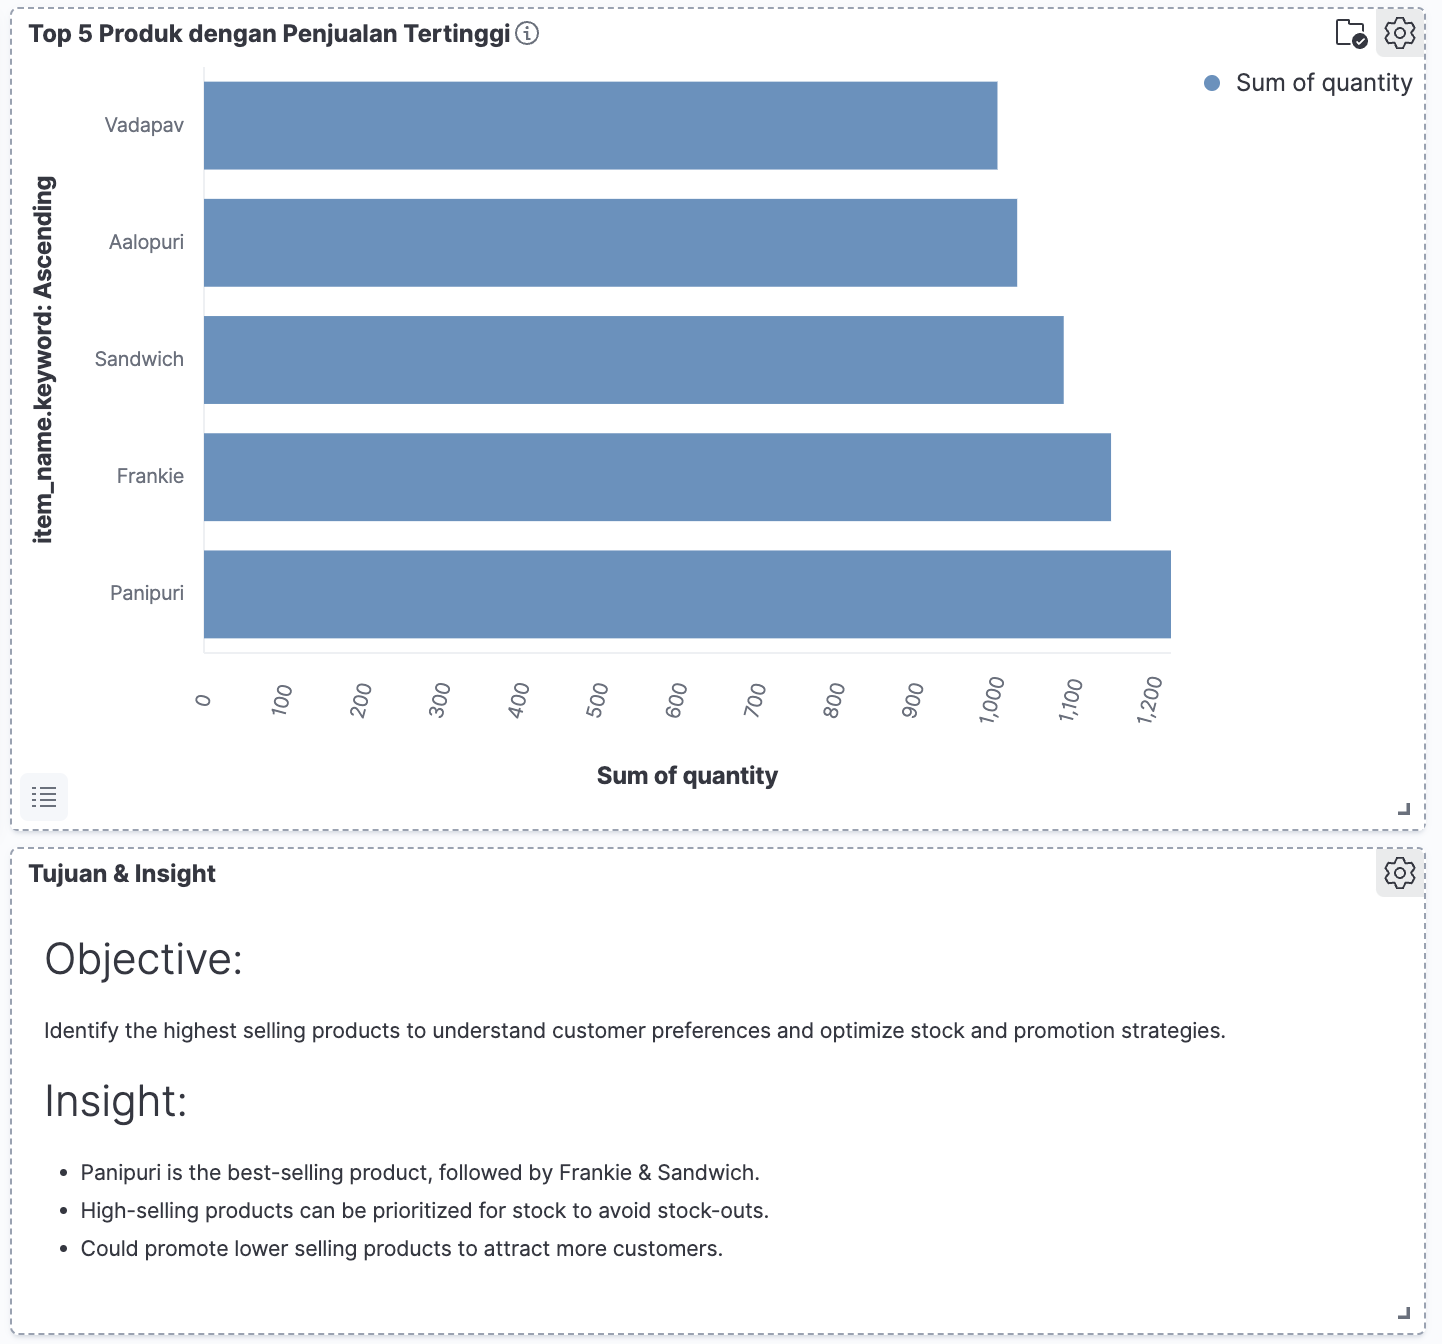 Top 5 Produk dengan Penjualan Tertinggi
Sum of quantity
item_name.keyword: Ascending
Vadapav
Aalopuri
Sandwich
Frankie
Panipuri
0
100
200
300
400
500
600
700
800
900
1,000
1,100
1,200
Sum of quantity
Tujuan & Insight
Objective:
Identify the highest selling products to understand customer preferences and optimize stock and promotion strategies.
Insight:
• Panipuri is the best-selling product, followed by Frankie & Sandwich.
• High-selling products can be prioritized for stock to avoid stock-outs.
• Could promote lower selling products to attract more customers.